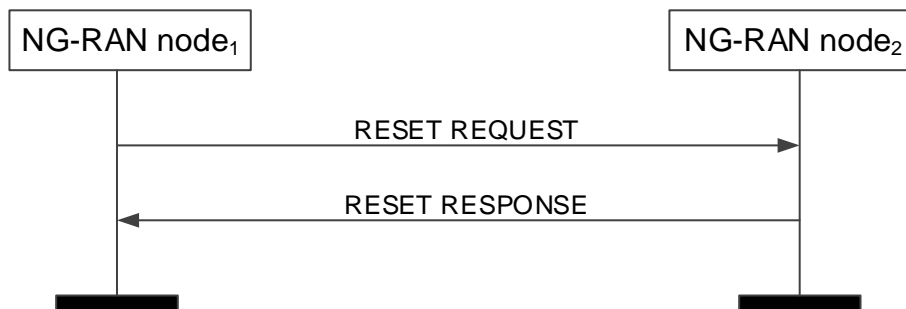 NG-RAN node₁
NG-RAN node₂
RESET REQUEST
RESET RESPONSE